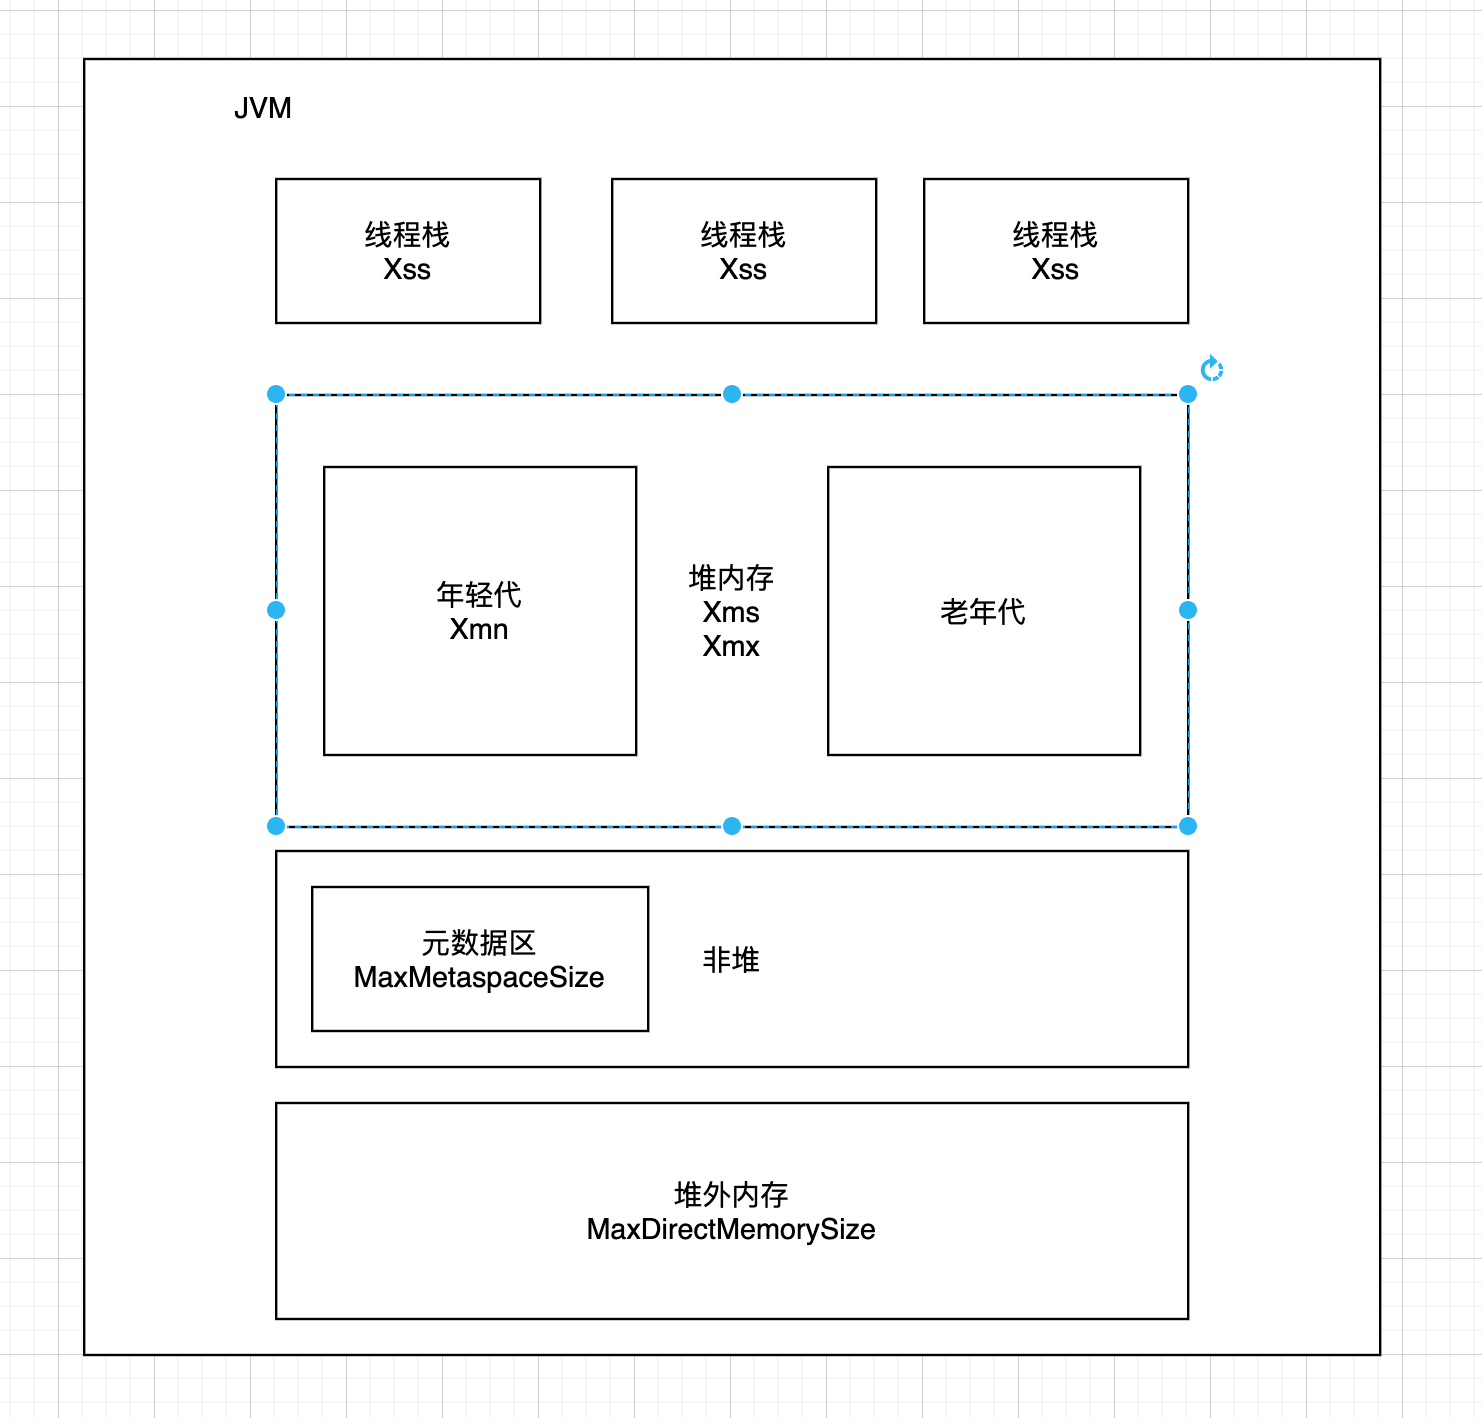 JVM
线程栈
Xss
线程栈
Xss
线程栈
Xss
年轻代
Xmn
堆内存
Xms
Xmx
老年代
元数据区
MaxMetaspaceSize
非堆
堆外内存
MaxDirectMemorySize